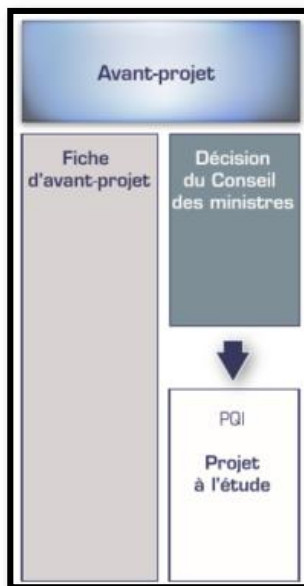 Avant-projet
Fiche
d'avant-projet
Décision
du Conseil
des ministres
PQI
Projet
à l'étude